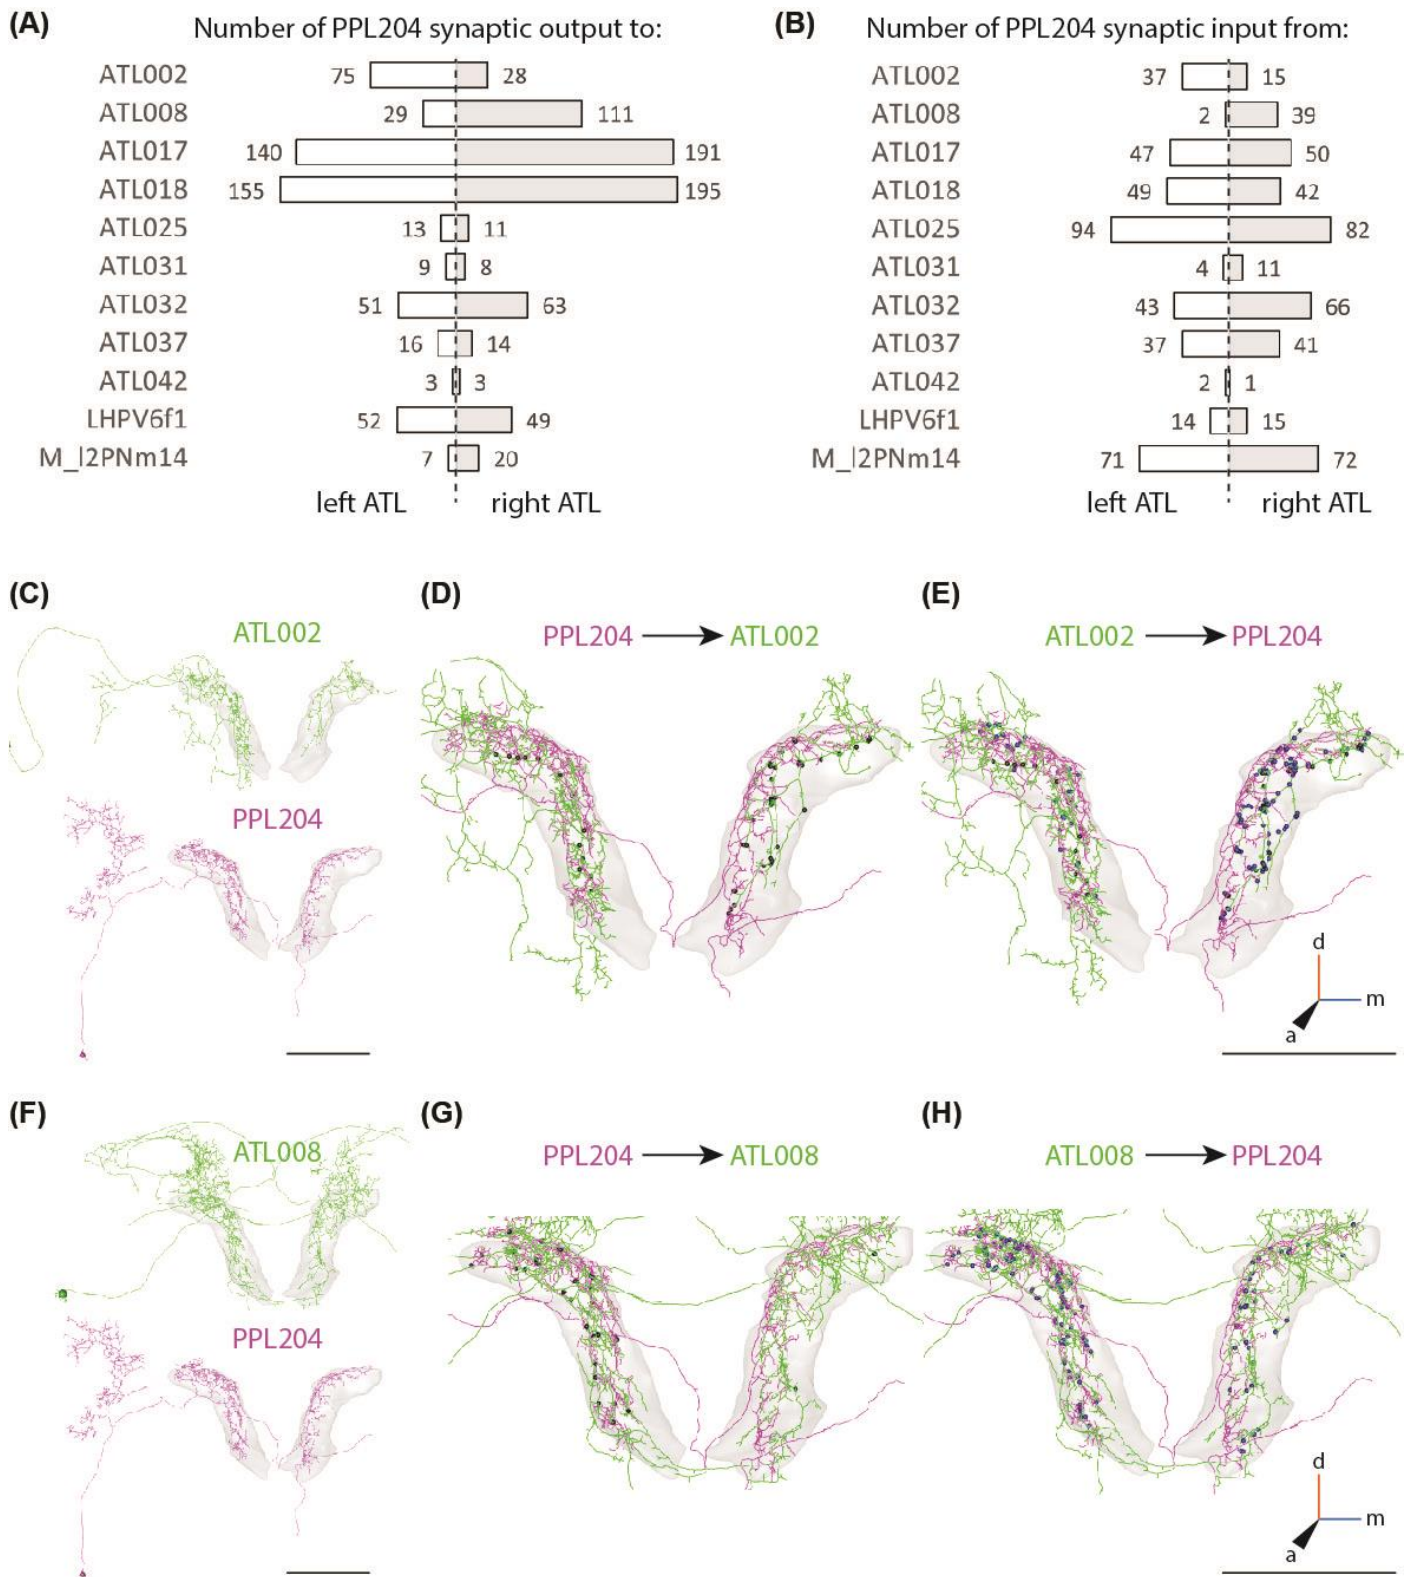 (A) Number of PPL204 synaptic output to:
ATL002 75 28
ATL008 29 111
ATL017 140 191
ATL018 155 195
ATL025 13 11
ATL031 9 8
ATL032 51 63
ATL037 16 14
ATL042 3 3
LHPV6f1 52 49
M_l2PNm14 7 20
left ATL right ATL
(B) Number of PPL204 synaptic input from:
ATL002 37 15
ATL008 2 39
ATL017 47 50
ATL018 49 42
ATL025 94 82
ATL031 4 11
ATL032 43 66
ATL037 37 41
ATL042 2 1
LHPV6f1 14 15
M_l2PNm14 71 72
left ATL right ATL
(C)
ATL002
PPL204
(D)
PPL204 ATL002
(E)
ATL002 PPL204
d
m
a
(F)
ATL008
PPL204
(G)
PPL204 ATL008
(H)
ATL008 PPL204
d
m
a